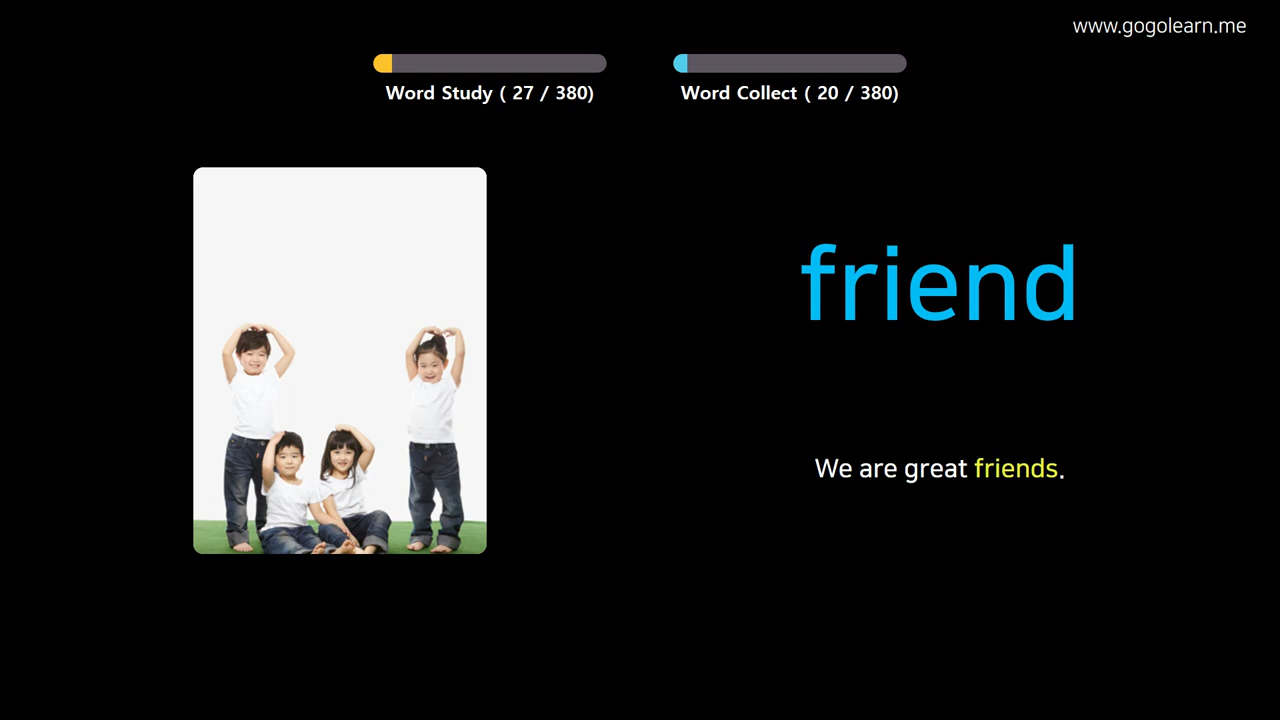 www.gogolearn.me
Word Study ( 27 / 380)
Word Collect ( 20 / 380)
friend
We are great friends.